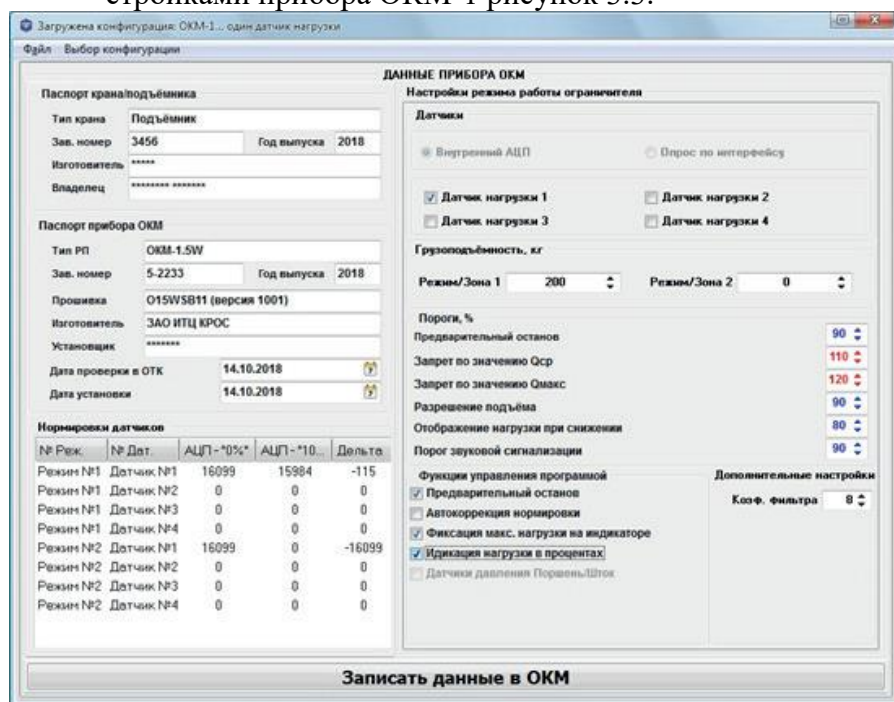 стройками прибора ОКМ-1 рисунок 3.3.
Загружена конфигурация: ОКМ-1... один датчик нагрузки
Файл Выбор конфигурации
ДАННЫЕ ПРИБОРА ОКМ
Паспорт крана/подъёмника
Тип крана Подъёмник
Зав. номер 3456 Год выпуска 2018
Изготовитель *****
Владелец ******** *******
Паспорт прибора ОКМ
Тип РП ОКМ-1.5W
Зав. номер 5-2233 Год выпуска 2018
Прошивка O15WSB11 (версия 1001)
Изготовитель ЗАО ИТЦ КРОС
Установщик *******
Дата проверки в ОТК 14.10.2018
Дата установки 14.10.2018
Нормировки датчиков
№ Реж. № Дат. АЦП - "0%" АЦП - "10... Дельта
Режим №1 Датчик №1 16099 15984 -115
Режим №1 Датчик №2 0 0 0
Режим №1 Датчик №3 0 0 0
Режим №1 Датчик №4 0 0 0
Режим №2 Датчик №1 16099 0 -16099
Режим №2 Датчик №2 0 0 0
Режим №2 Датчик №3 0 0 0
Режим №2 Датчик №4 0 0 0
Настройки режима работы ограничителя
Датчики
Внутренний АЦП Опрос по интерфейсу
Датчик нагрузки 1 Датчик нагрузки 2
Датчик нагрузки 3 Датчик нагрузки 4
Грузоподъёмность, кг
Режим/Зона 1 200 Режим/Зона 2 0
Пороги, %
Предварительный останов 90
Запрет по значению Qср 110
Запрет по значению Qмакс 120
Разрешение подъёма 90
Отображение нагрузки при снижении 80
Порог звуковой сигнализации 90
Функции управления программой
Предварительный останов
Автокоррекция нормировки
Фиксация макс. нагрузки на индикаторе
Идикация нагрузки в процентах
Датчики давления Поршень/Шток
Дополнительные настройки
Коэф. фильтра 8
Записать данные в ОКМ